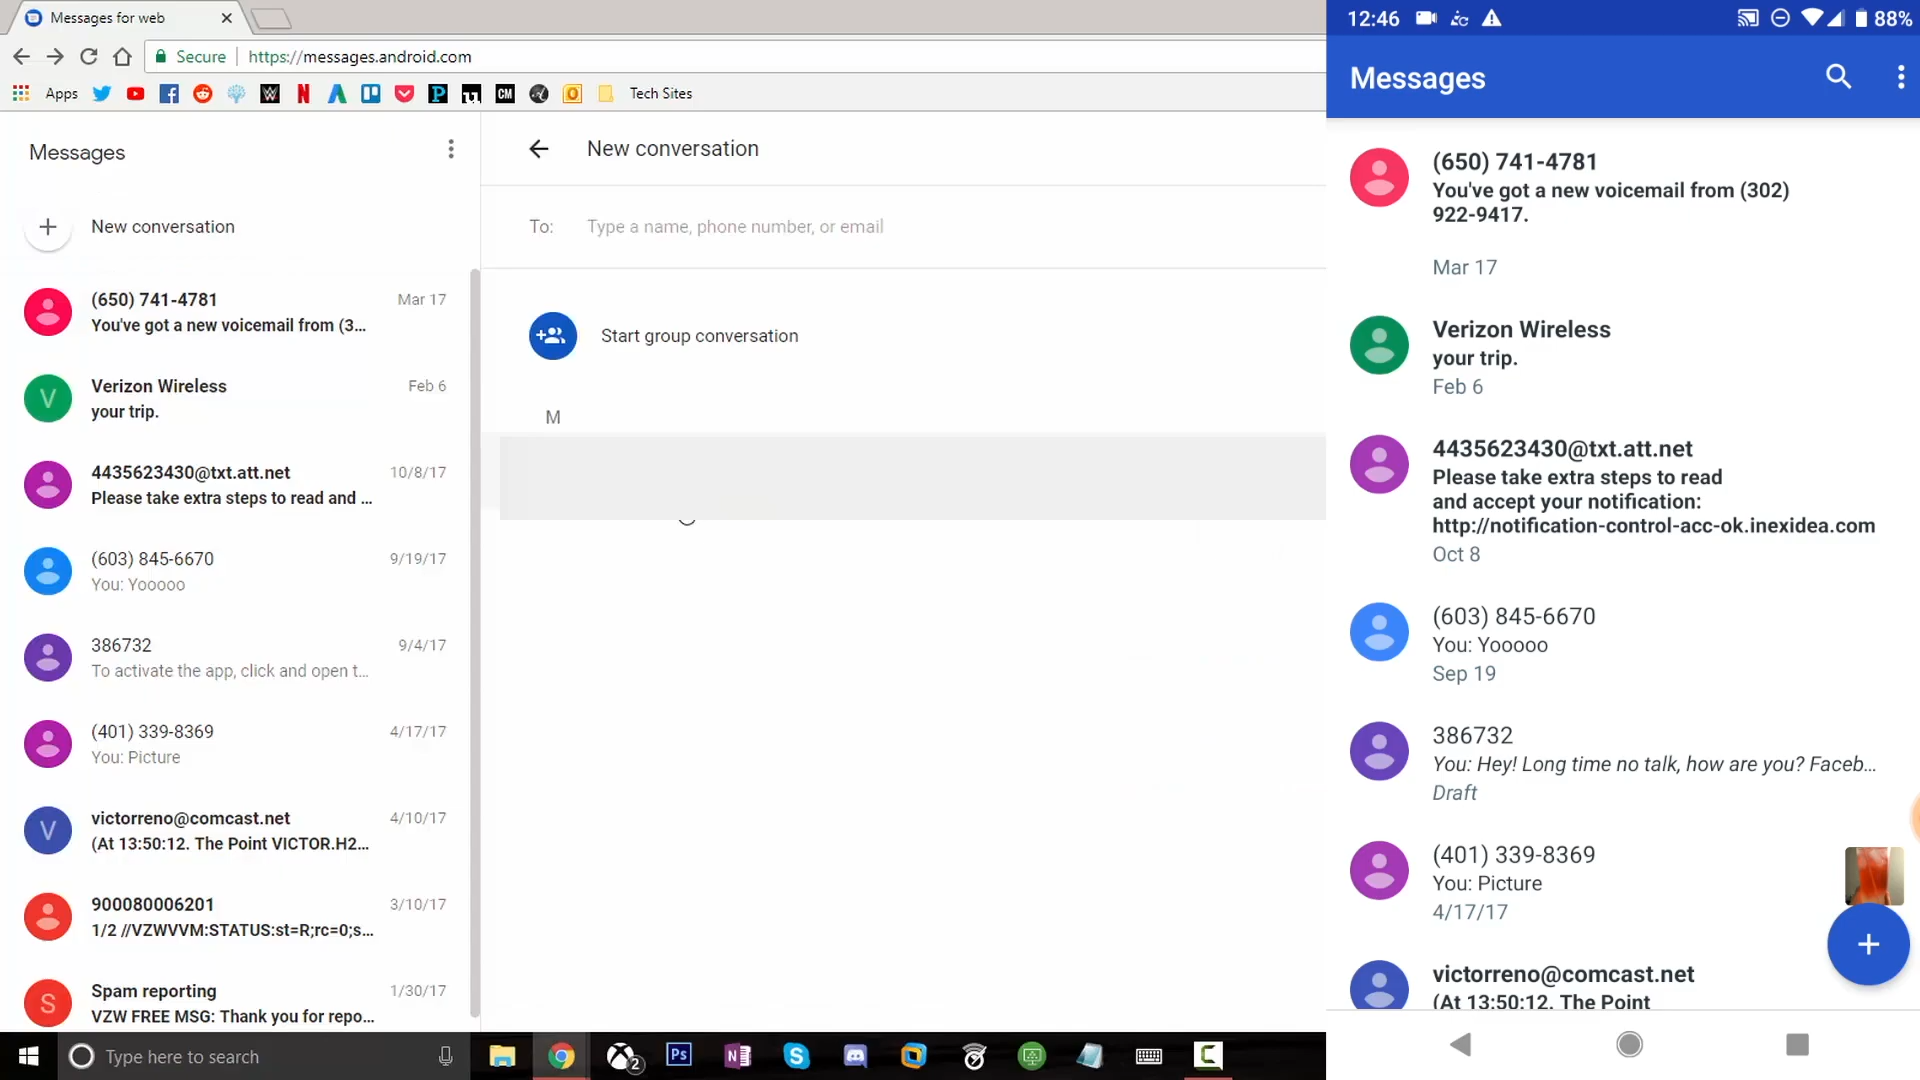 Messages for web
Secure
https://messages.android.com
Apps
W
N
P
CM
O
Tech Sites
Messages
New conversation
(650) 741-4781
Mar 17
You've got a new voicemail from (3...
V
Verizon Wireless
Feb 6
your trip.
4435623430@txt.att.net
10/8/17
Please take extra steps to read and ...
(603) 845-6670
9/19/17
You: Yooooo
386732
9/4/17
To activate the app, click and open t...
(401) 339-8369
4/17/17
You: Picture
V
victorreno@comcast.net
4/10/17
(At 13:50:12. The Point VICTOR.H2...
900080006201
3/10/17
1/2 //VZWVVM:STATUS:st=R;rc=0;s...
S
Spam reporting
1/30/17
VZW FREE MSG: Thank you for repo...
New conversation
To:
Type a name, phone number, or email
Start group conversation
M
Type here to search
2
Ps
N
S
C
12:46
88%
Messages
(650) 741-4781
You've got a new voicemail from (302)
922-9417.
Mar 17
Verizon Wireless
your trip.
Feb 6
4435623430@txt.att.net
Please take extra steps to read
and accept your notification:
http://notification-control-acc-ok.inexidea.com
Oct 8
(603) 845-6670
You: Yooooo
Sep 19
386732
You: Hey! Long time no talk, how are you? Faceb...
Draft
(401) 339-8369
You: Picture
4/17/17
victorreno@comcast.net
(At 13:50:12. The Point